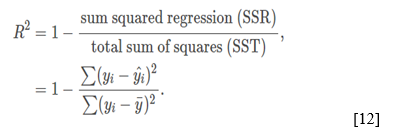 R² = 1 − sum squared regression (SSR) / total sum of squares (SST),
= 1 − ∑(yᵢ − ŷᵢ)² / ∑(yᵢ − ȳ)².
[12]